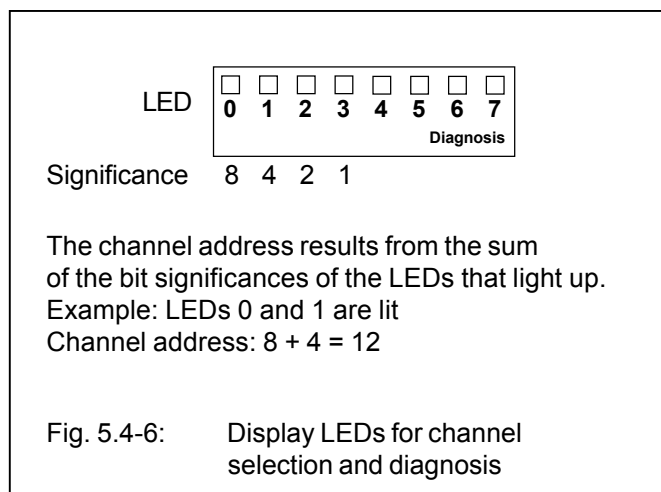 LED 0 1 2 3 4 5 6 7
Diagnosis
Significance 8 4 2 1
The channel address results from the sum
of the bit significances of the LEDs that light up.
Example: LEDs 0 and 1 are lit
Channel address: 8 + 4 = 12
Fig. 5.4-6: Display LEDs for channel
selection and diagnosis